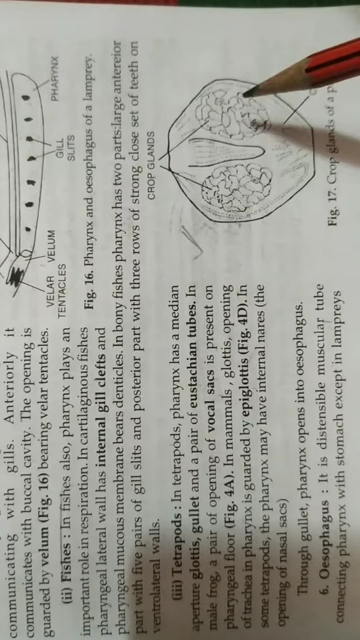 communicating with gills. Anteriorly it
communicates with buccal cavity. The opening is
guarded by velum (Fig. 16) bearing velar tentacles.
(ii) Fishes : In fishes also, pharynx plays an
important role in respiration. In cartilaginous fishes
pharyngeal lateral wall has internal gill clefts and
pharyngeal mucous membrane bears denticles. In bony fishes pharynx has two parts:large antereior
part with five pairs of gill slits and posterior part with three rows of strong close set of teeth on
ventrolateral walls.
VELAR
TENTACLES
VELUM
GILL
SLITS
PHARYNX
Fig. 16. Pharynx and oesophagus of a lamprey.
(iii) Tetrapods : In tetrapods, pharynx has a median
aperture glottis, gullet and a pair of eustachian tubes. In
male frog, a pair of opening of vocal sacs is present on
pharyngeal floor (Fig. 4A). In mammals , glottis, opening
of trachea in pharynx is guarded by epiglottis (Fig. 4D). In
some tetrapods, the pharynx may have internal nares (the
opening of nasal sacs)
CROP GLANDS
Fig. 17. Crop glands of a p
Through gullet, pharynx opens into oesophagus.
6. Oesophagus : It is distensible muscular tube
connecting pharynx with stomach except in lampreys